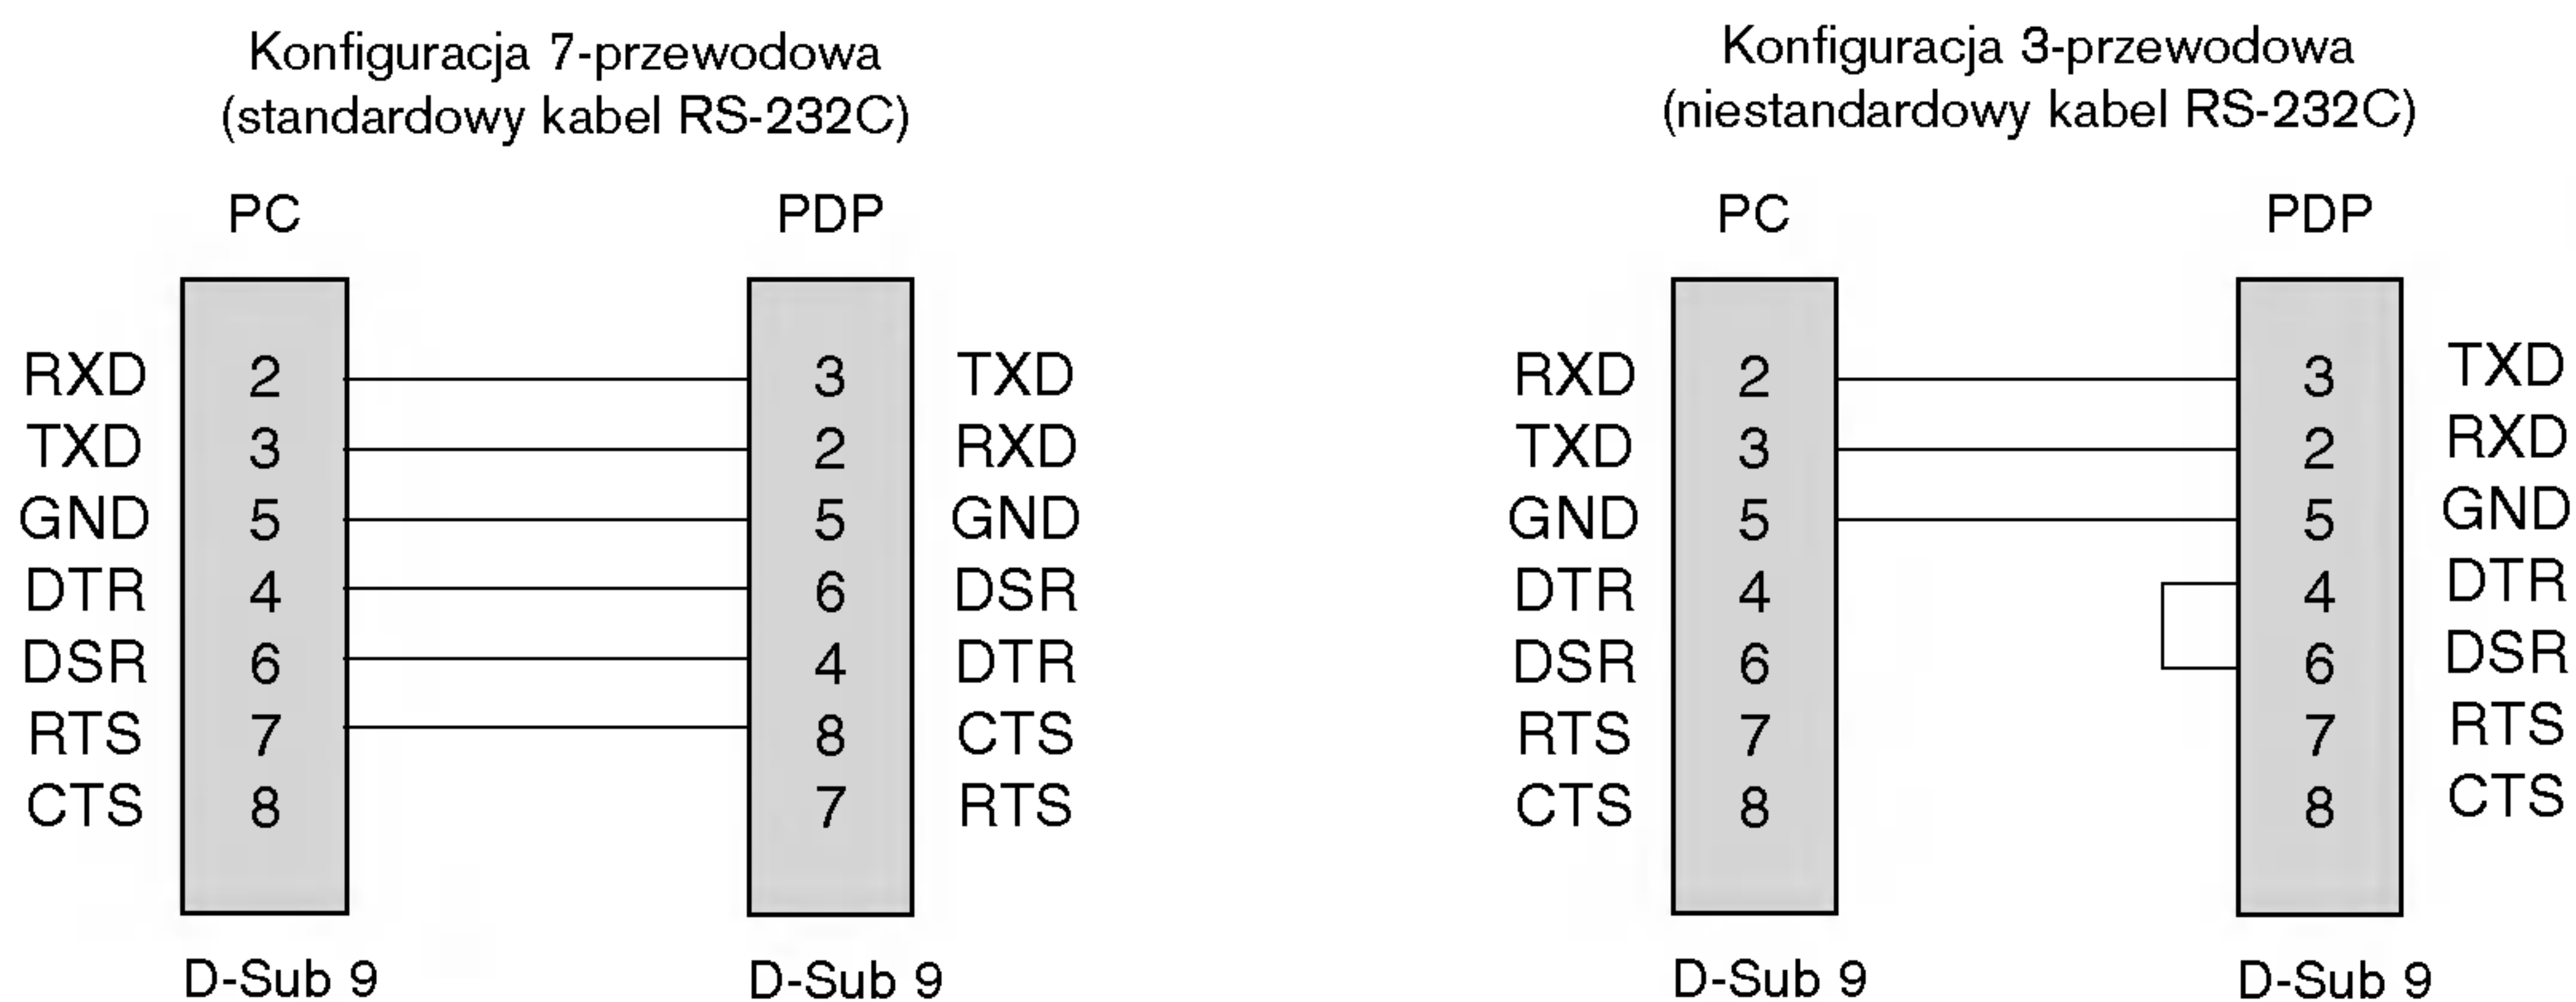 Konfiguracja 7-przewodowa
(standardowy kabel RS-232C)
PC PDP
RXD 2 3 TXD
TXD 3 2 RXD
GND 5 5 GND
DTR 4 6 DSR
DSR 6 4 DTR
RTS 7 8 CTS
CTS 8 7 RTS
D-Sub 9 D-Sub 9
Konfiguracja 3-przewodowa
(niestandardowy kabel RS-232C)
PC PDP
RXD 2 3 TXD
TXD 3 2 RXD
GND 5 5 GND
DTR 4 4 DTR
DSR 6 6 DSR
RTS 7 7 RTS
CTS 8 8 CTS
D-Sub 9 D-Sub 9